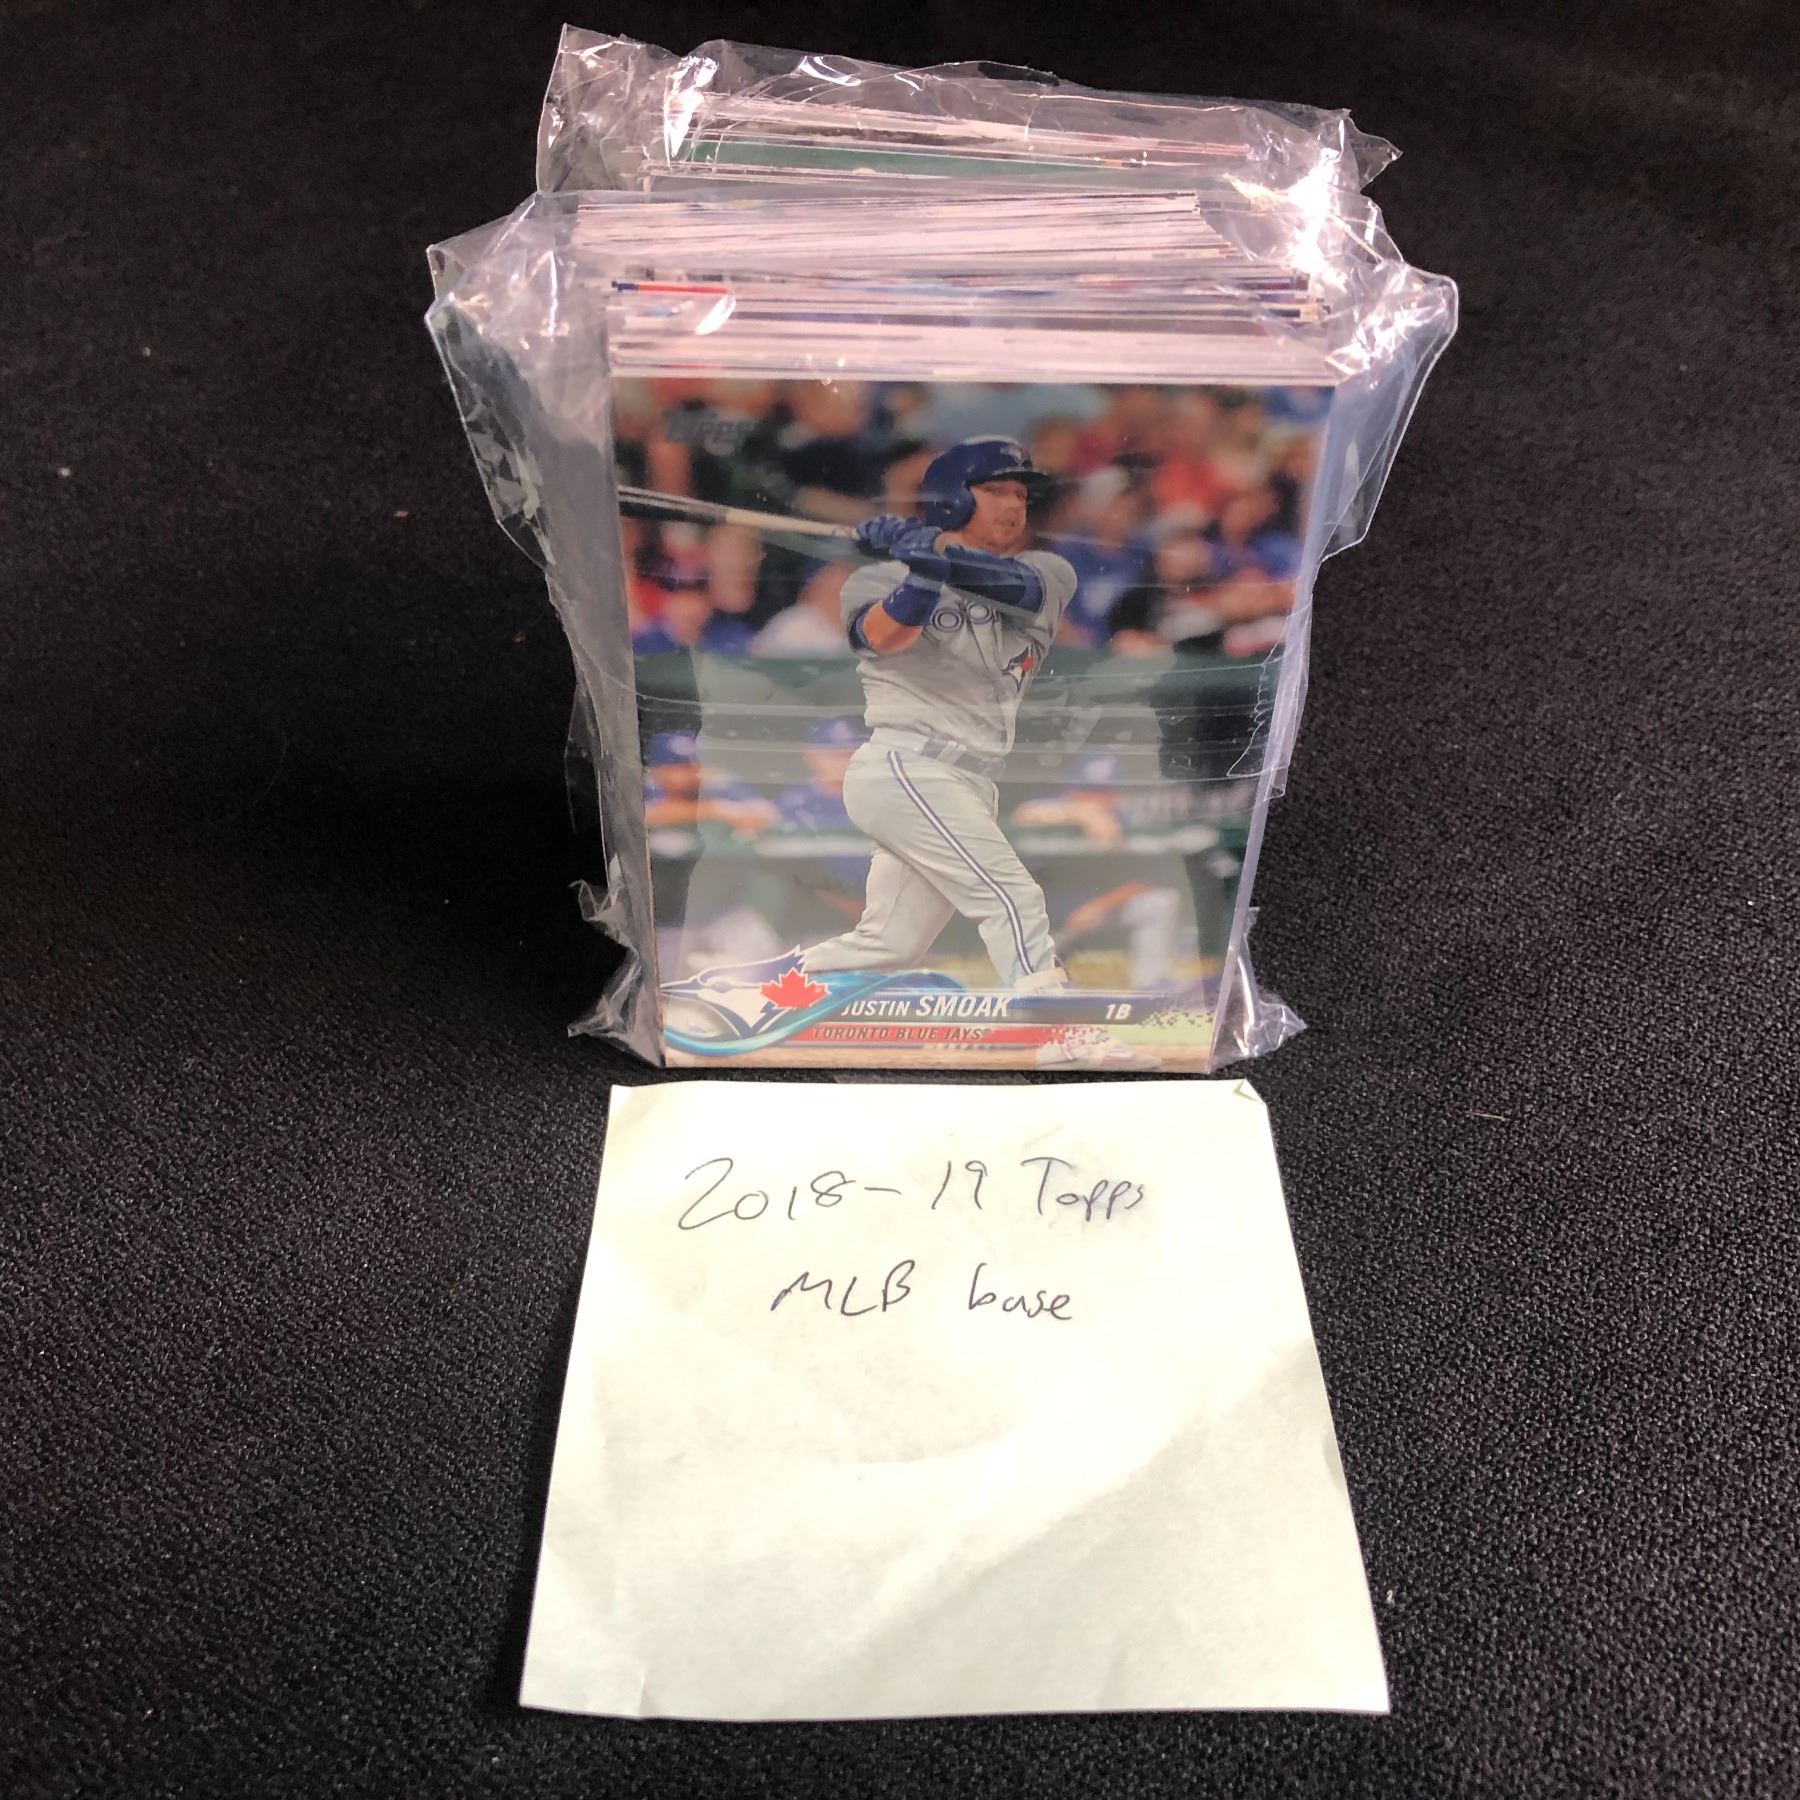 Topps
JUSTIN SMOAK 1B
TORONTO BLUE JAYS
2018-19 Topps
MLB base